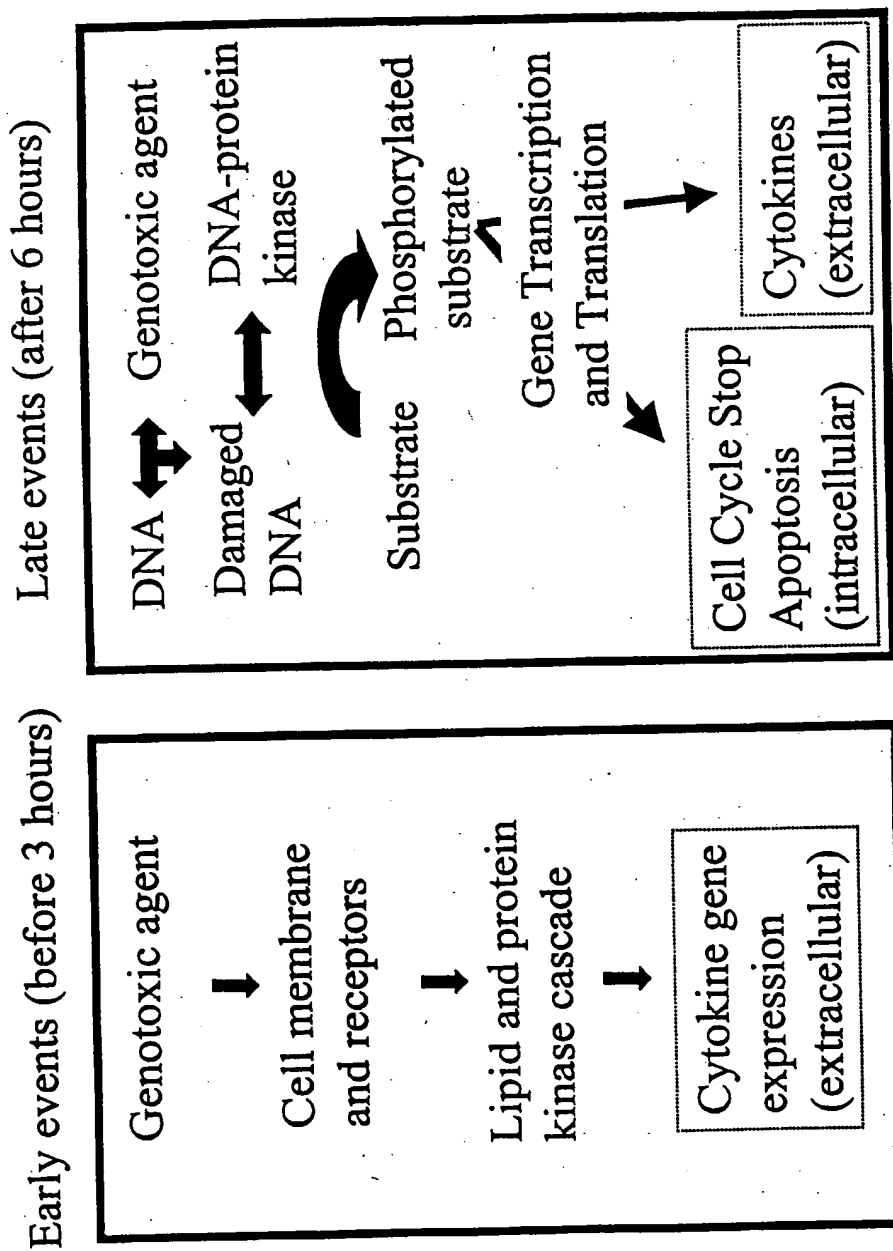 Early events (before 3 hours)
Genotoxic agent
Cell membrane
and receptors
Lipid and protein
kinase cascade
Cytokine gene
expression
(extracellular)
Late events (after 6 hours)
DNA
Genotoxic agent
Damaged
DNA
DNA-protein
kinase
Substrate
Phosphorylated
substrate
Gene Transcription
and Translation
Cell Cycle Stop
Apoptosis
(intracellular)
Cytokines
(extracellular)